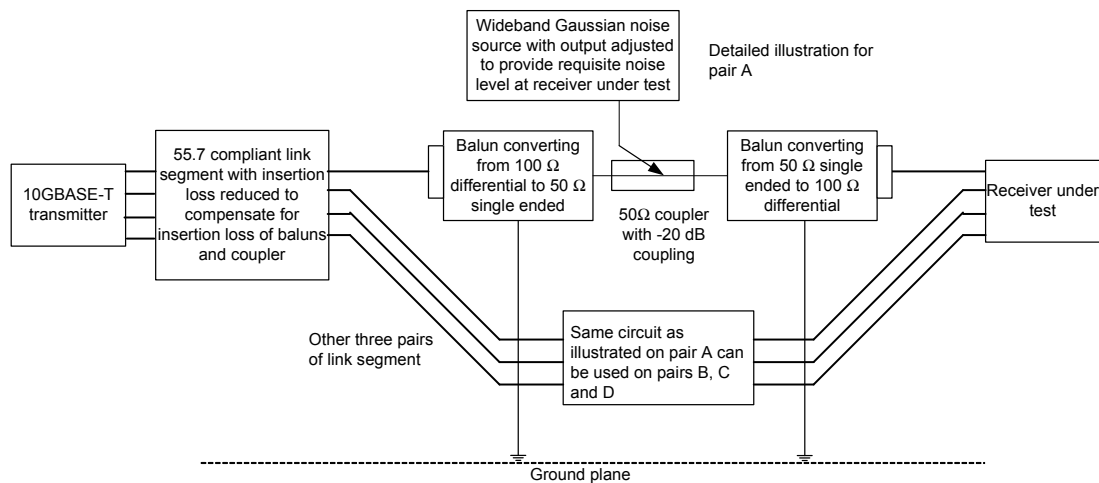 Wideband Gaussian noise
source with output adjusted
to provide requisite noise
level at receiver under test
Detailed illustration for
pair A
10GBASE-T
transmitter
55.7 compliant link
segment with insertion
loss reduced to
compensate for
insertion loss of baluns
and coupler
Balun converting
from 100 Ω
differential to 50 Ω
single ended
50Ω coupler
with -20 dB
coupling
Balun converting
from 50 Ω single
ended to 100 Ω
differential
Receiver under
test
Other three pairs
of link segment
Same circuit as
illustrated on pair A can
be used on pairs B, C
and D
Ground plane